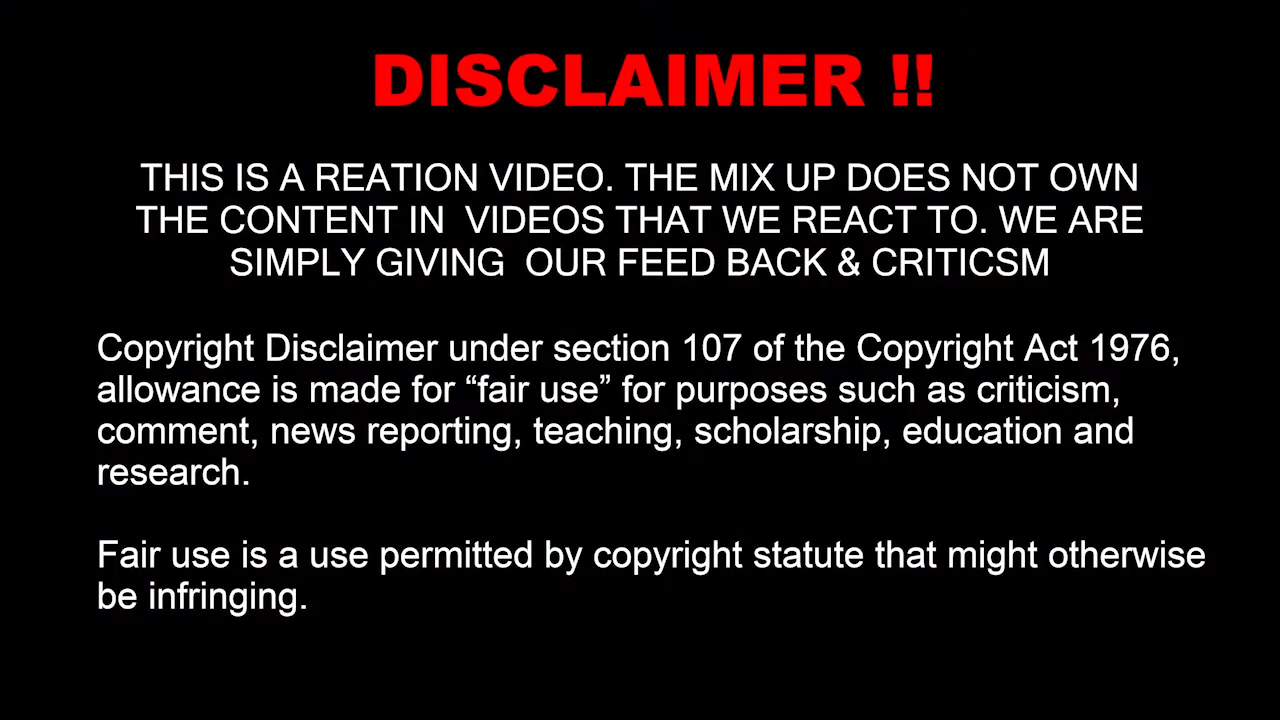 DISCLAIMER !!
THIS IS A REATION VIDEO. THE MIX UP DOES NOT OWN
THE CONTENT IN  VIDEOS THAT WE REACT TO. WE ARE
SIMPLY GIVING  OUR FEED BACK & CRITICSM
Copyright Disclaimer under section 107 of the Copyright Act 1976,
allowance is made for “fair use” for purposes such as criticism,
comment, news reporting, teaching, scholarship, education and
research.
Fair use is a use permitted by copyright statute that might otherwise
be infringing.